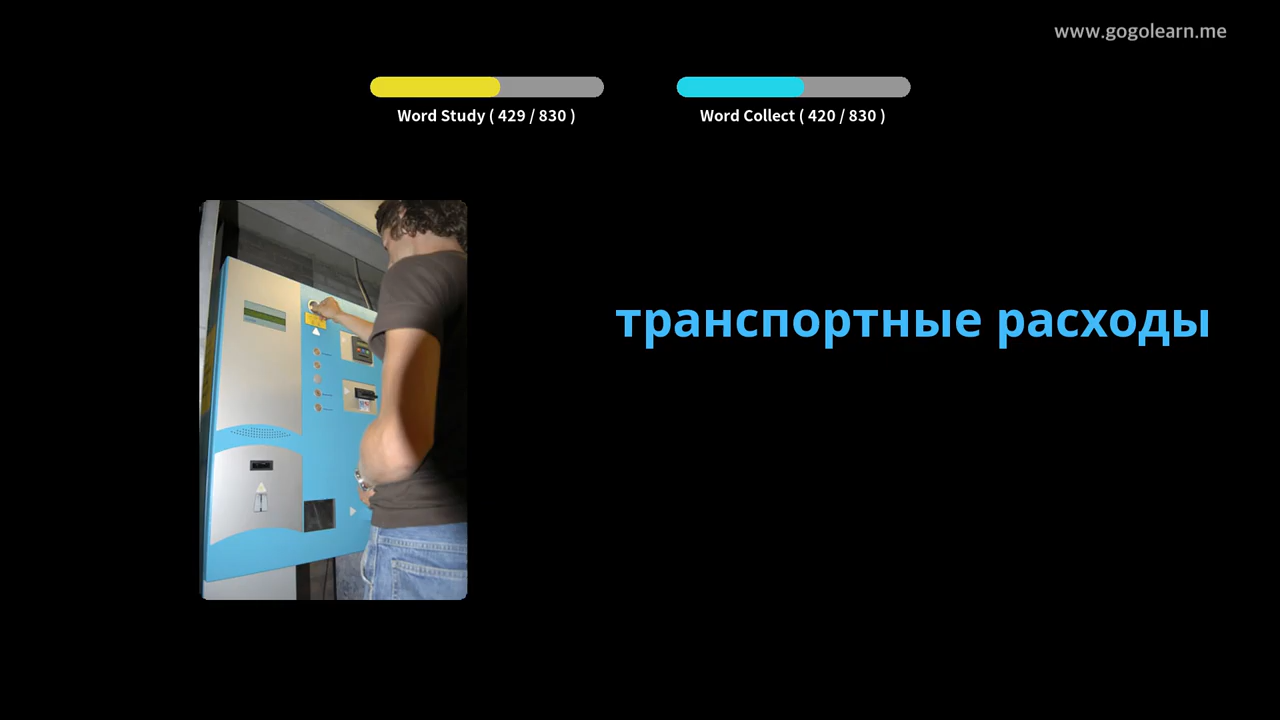 www.gogolearn.me
Word Study ( 429 / 830 )
Word Collect ( 420 / 830 )
транспортные расходы